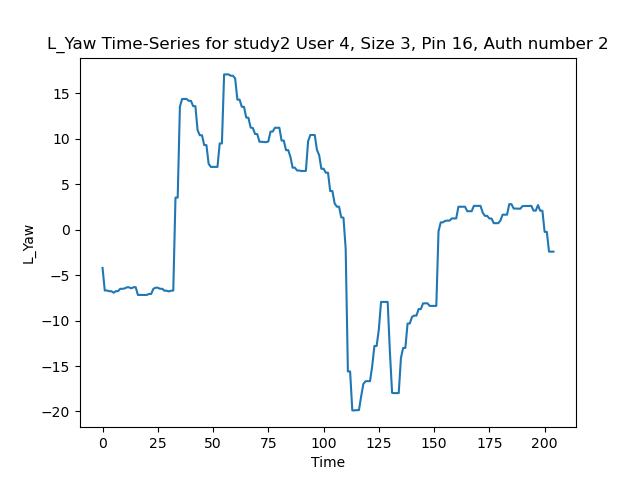 L_Yaw Time-Series for study2 User 4, Size 3, Pin 16, Auth number 2
15
10
5
0
−5
−10
−15
−20
L_Yaw
0 25 50 75 100 125 150 175 200
Time